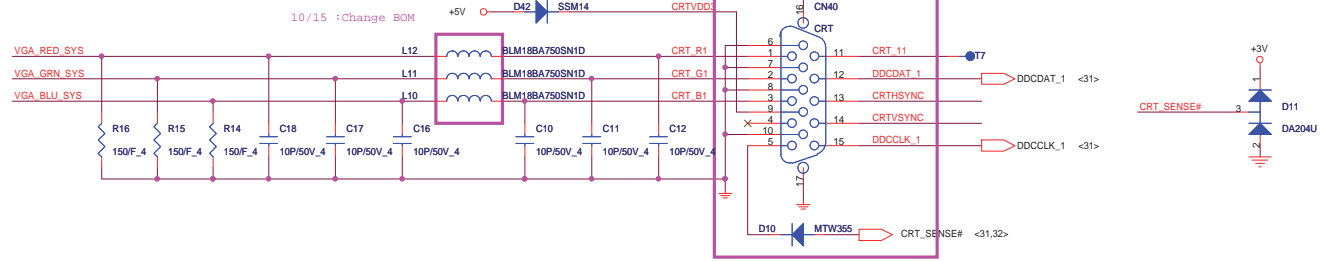 10/15 :Change BOM
+5V
D42
SSM14
CRTVDD3
16
CN40
CRT
VGA_RED_SYS
L12
BLM18BA750SN1D
CRT_R1
VGA_GRN_SYS
L11
BLM18BA750SN1D
CRT_G1
VGA_BLU_SYS
L10
BLM18BA750SN1D
CRT_B1
6
1
7
2
8
3
9
4
10
5
11
CRT_11
T7
12
DDCDAT_1
DDCDAT_1 <31>
13
CRTHSYNC
14
CRTVSYNC
15
DDCCLK_1
DDCCLK_1 <31>
17
R16
150/F_4
R15
150/F_4
R14
150/F_4
C18
10P/50V_4
C17
10P/50V_4
C16
10P/50V_4
C10
10P/50V_4
C11
10P/50V_4
C12
10P/50V_4
D10
MTW355
CRT_SENSE# <31,32>
+3V
1
CRT_SENSE#
3
D11
DA204U
2